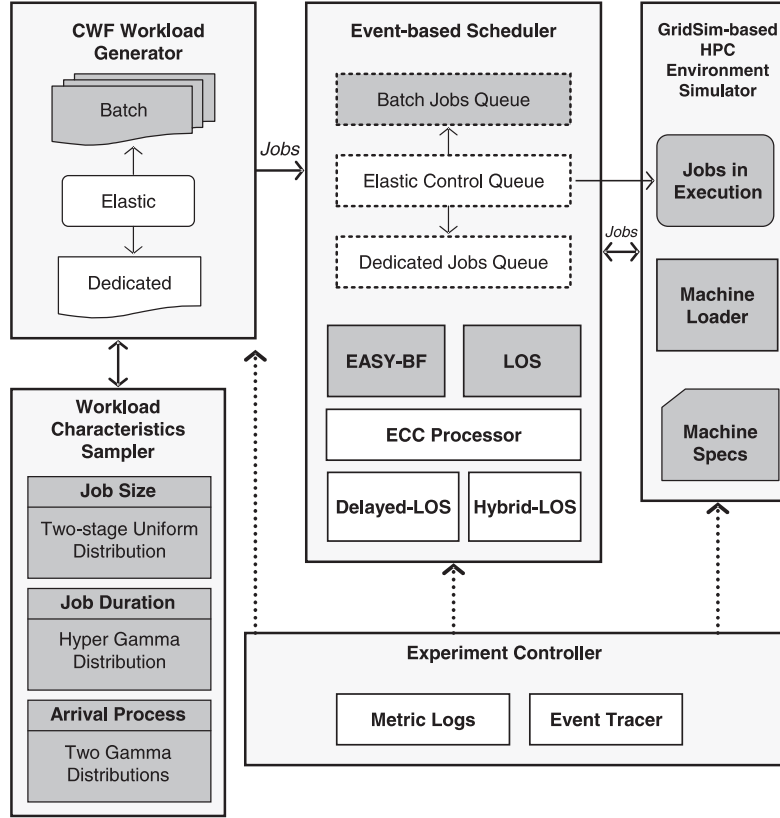 CWF Workload
Generator
Batch
Elastic
Dedicated
Jobs
Event-based Scheduler
Batch Jobs Queue
Elastic Control Queue
Dedicated Jobs Queue
EASY-BF
LOS
ECC Processor
Delayed-LOS
Hybrid-LOS
Jobs
GridSim-based
HPC
Environment
Simulator
Jobs in
Execution
Machine
Loader
Machine
Specs
Workload
Characteristics
Sampler
Job Size
Two-stage Uniform
Distribution
Job Duration
Hyper Gamma
Distribution
Arrival Process
Two Gamma
Distributions
Experiment Controller
Metric Logs
Event Tracer